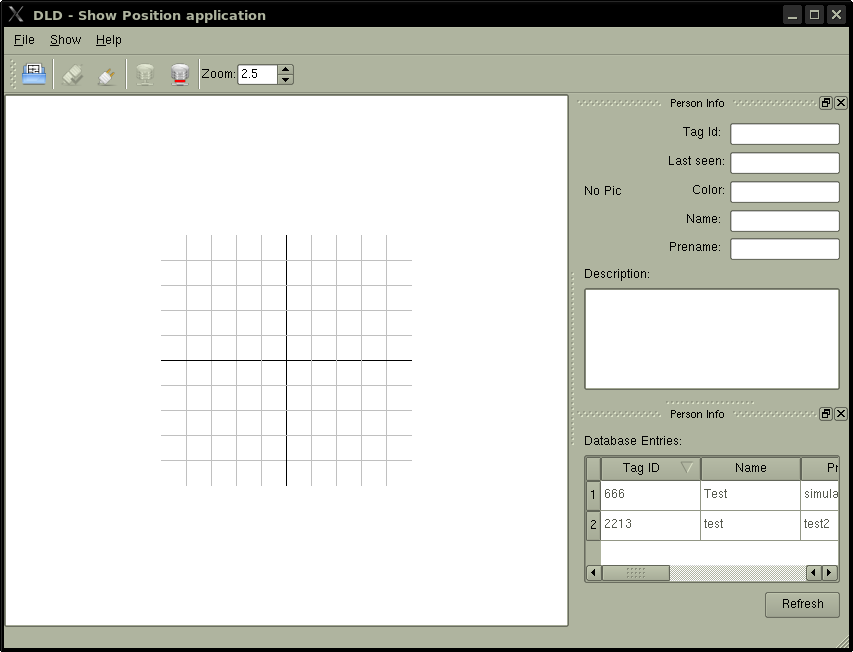 DLD - Show Position application
File Show Help
Zoom: 2.5
Person Info
Tag Id:
Last seen:
No Pic
Color:
Name:
Prename:
Description:
Person Info
Database Entries:
Tag ID Name Pr
1 666 Test simula
2 2213 test test2
Refresh